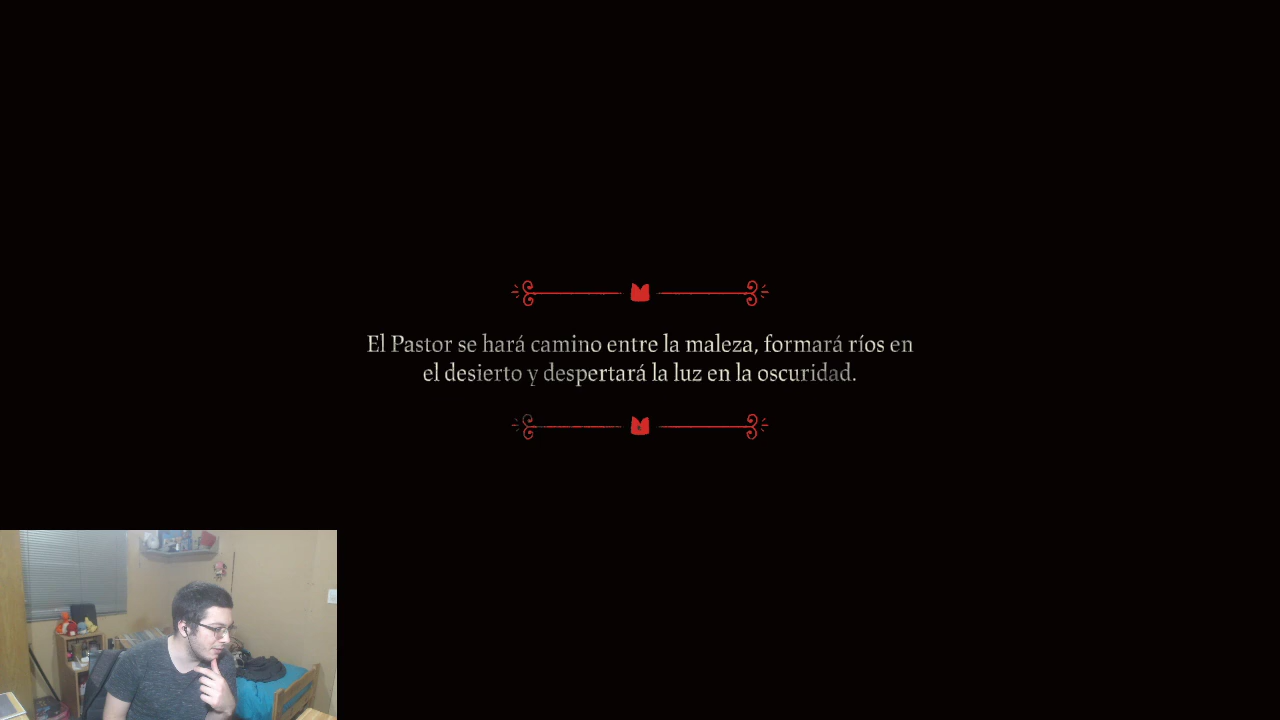 El Pastor se hará camino entre la maleza, formará ríos en
el desierto y despertará la luz en la oscuridad.